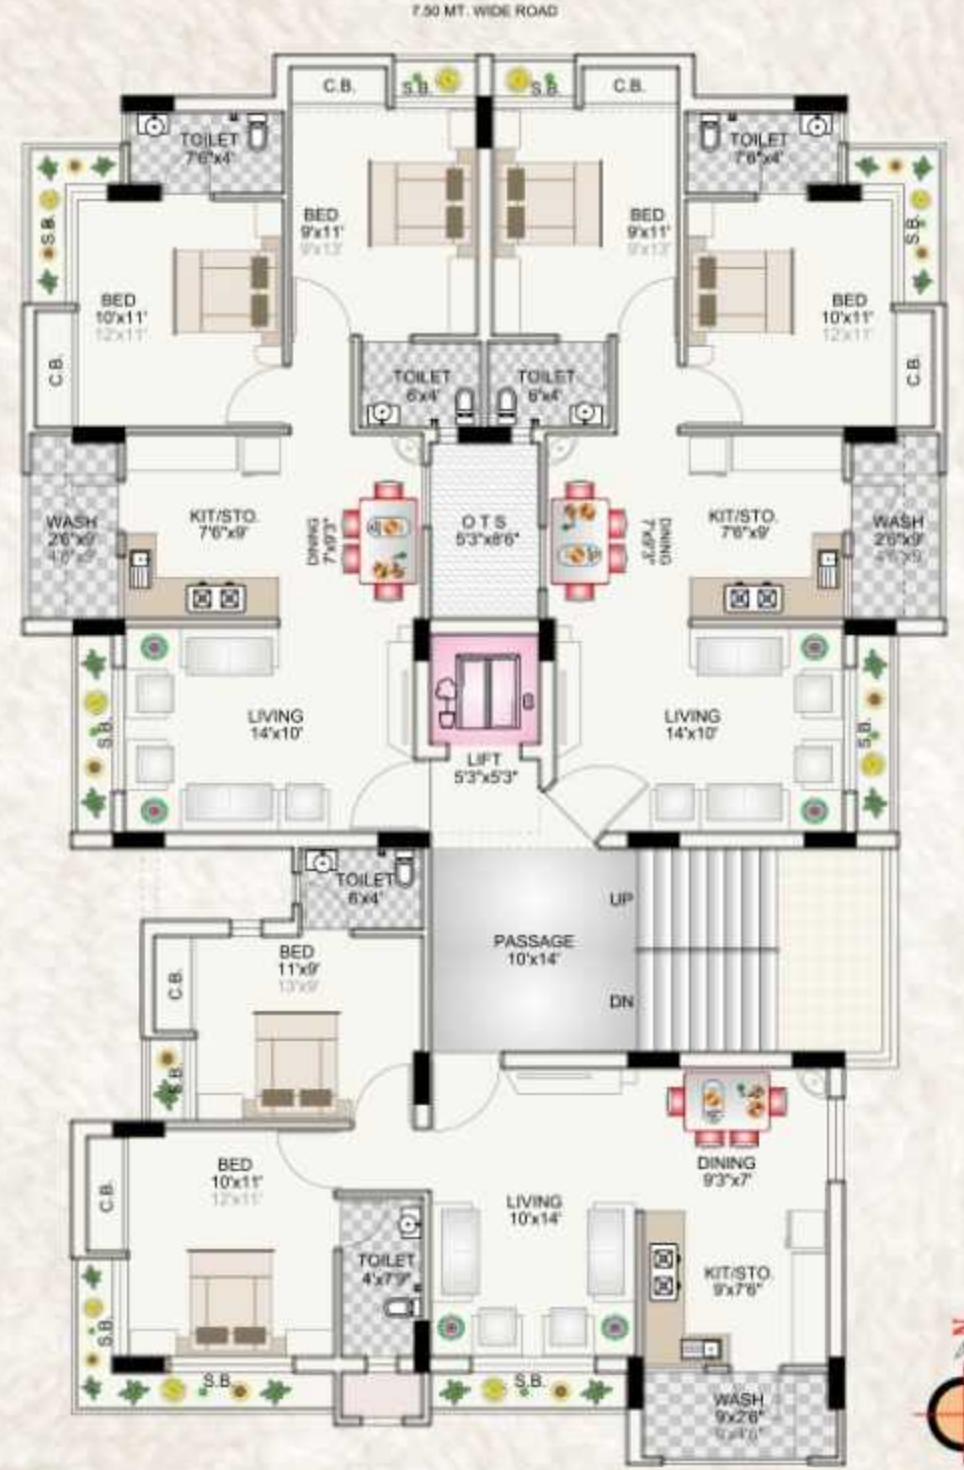 7.50 MT. WIDE ROAD
C.B.
S.B.
S.B.
C.B.
TOILET
7'6"x4'
TOILET
7'6"x4'
S.B.
BED
9'x11'
9'x13'
BED
9'x11'
9'x13'
S.B.
BED
10'x11'
12'x11'
BED
10'x11'
12'x11'
C.B.
TOILET
6'x4'
TOILET
6'x4'
C.B.
WASH
2'6"x9'
4'6"x9'
KIT/STO.
7'6"x9'
DINING
7'x9'3"
O T S
5'3"x8'6"
DINING
7'x9'3"
KIT/STO.
7'6"x9'
WASH
2'6"x9'
4'6"x9'
S.B.
LIVING
14'x10'
LIFT
5'3"x5'3"
LIVING
14'x10'
S.B.
TOILET
6'x4'
UP
PASSAGE
10'x14'
DN
C.B.
BED
11'x9'
13'x9'
S.B.
BED
10'x11'
12'x11'
C.B.
DINING
9'3"x7'
LIVING
10'x14'
TOILET
4'x7'9"
KIT/STO.
9'x7'6"
S.B.
S.B.
S.B.
WASH
9'x2'6"
9'x4'6"
N